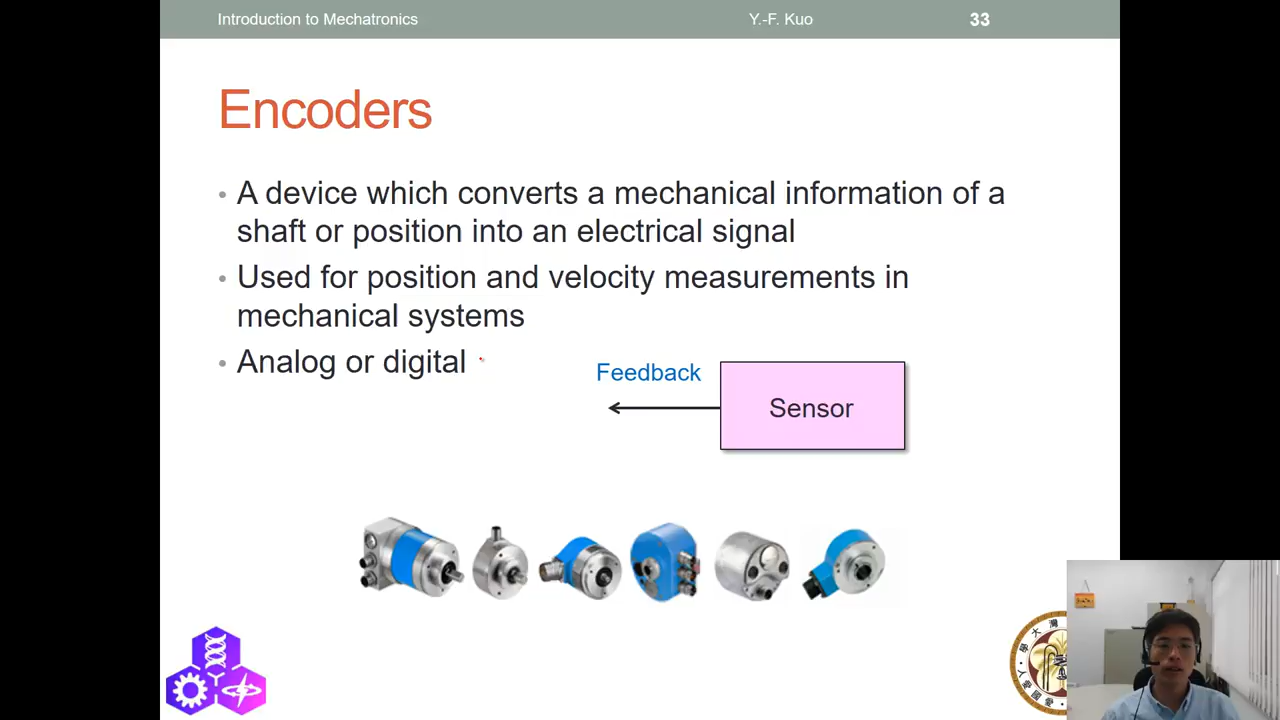 Introduction to Mechatronics
Y.-F. Kuo
33
Encoders
• A device which converts a mechanical information of a
shaft or position into an electrical signal
• Used for position and velocity measurements in
mechanical systems
• Analog or digital
Feedback
Sensor